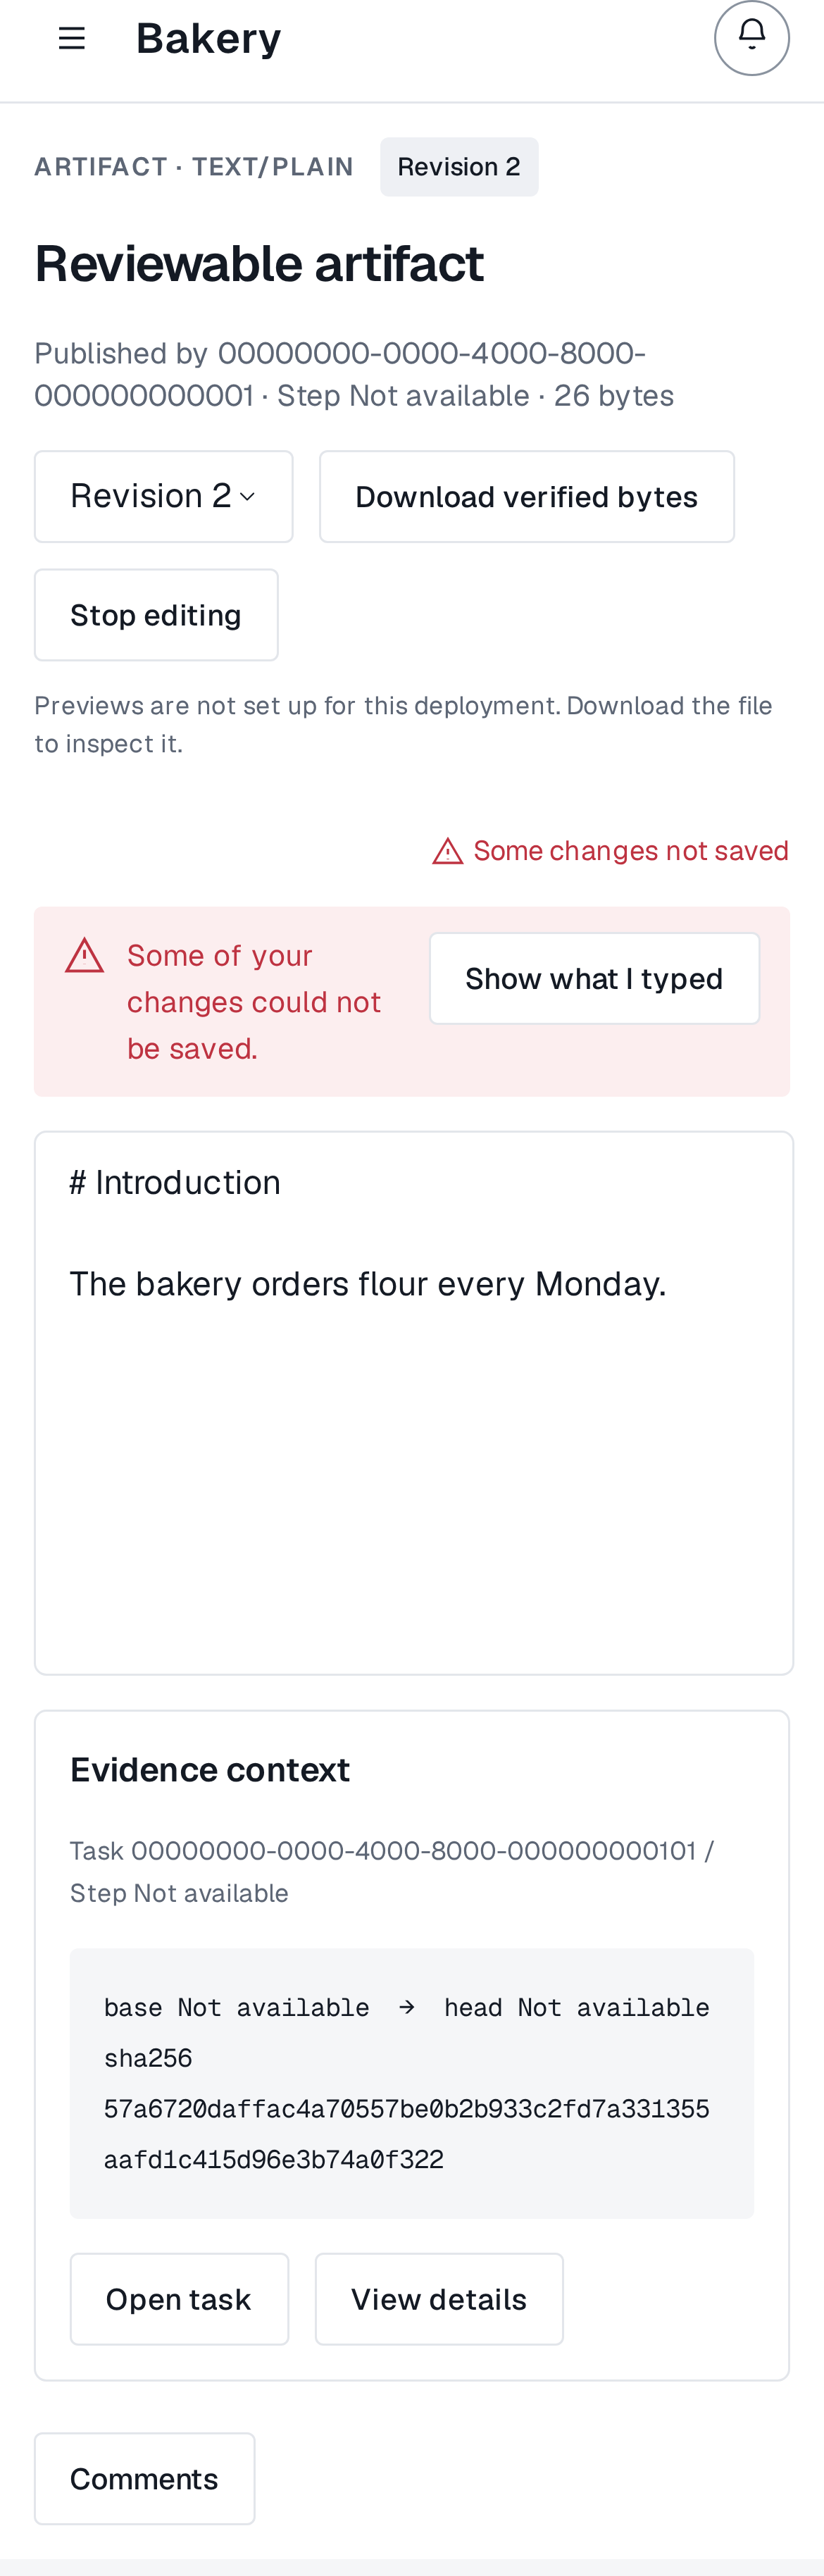 Bakery
ARTIFACT · TEXT/PLAIN
Revision 2
Reviewable artifact
Published by 00000000-0000-4000-8000-
000000000001 · Step Not available · 26 bytes
Revision 2
Download verified bytes
Stop editing
Previews are not set up for this deployment. Download the file
to inspect it.
Some changes not saved
Some of your
changes could not
be saved.
Show what I typed
# Introduction
The bakery orders flour every Monday.
Evidence context
Task 00000000-0000-4000-8000-000000000101 /
Step Not available
base Not available → head Not available
sha256
57a6720daffac4a70557be0b2b933c2fd7a331355
aafd1c415d96e3b74a0f322
Open task
View details
Comments